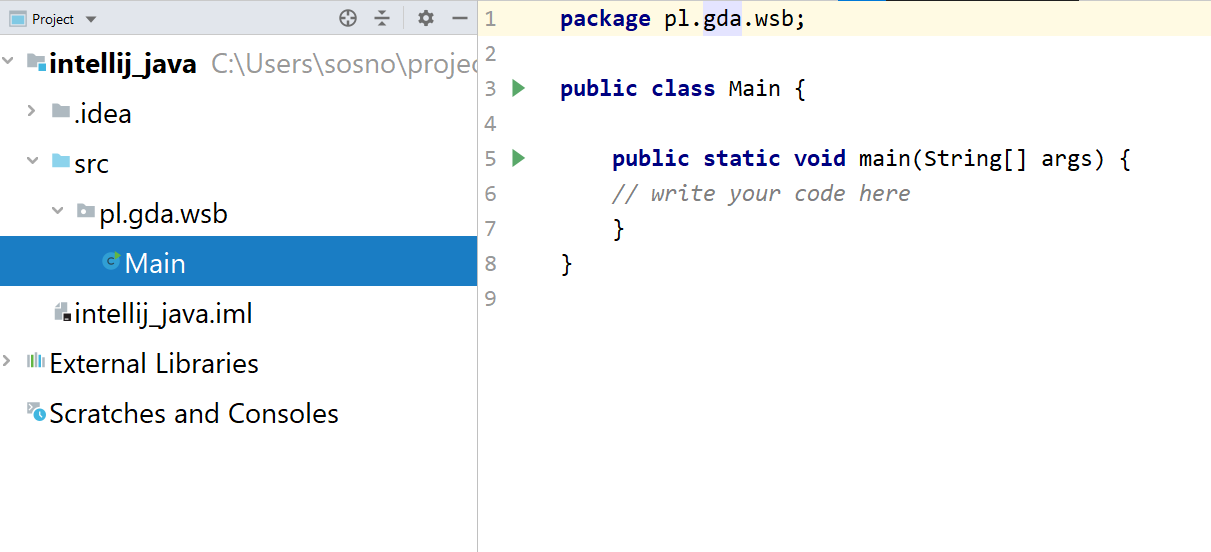 Project
intellij_java C:\Users\sosno\projec
.idea
src
pl.gda.wsb
Main
intellij_java.iml
External Libraries
Scratches and Consoles
1 package pl.gda.wsb;
2
3 public class Main {
4
5 public static void main(String[] args) {
6 // write your code here
7 }
8 }
9